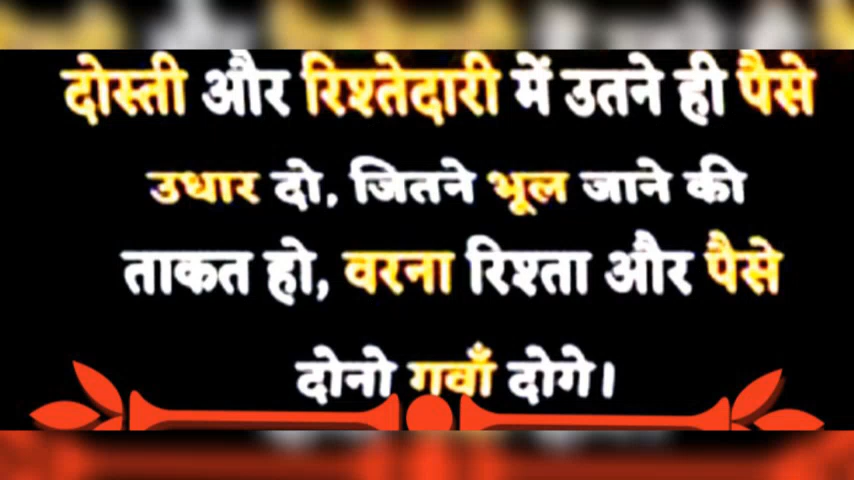 दोस्ती और रिश्तेदारी में उतने ही पैसे
उधार दो, जितने भूल जाने की
ताकत हो, वरना रिश्ता और पैसे
दोनो गवाँ दोगे।